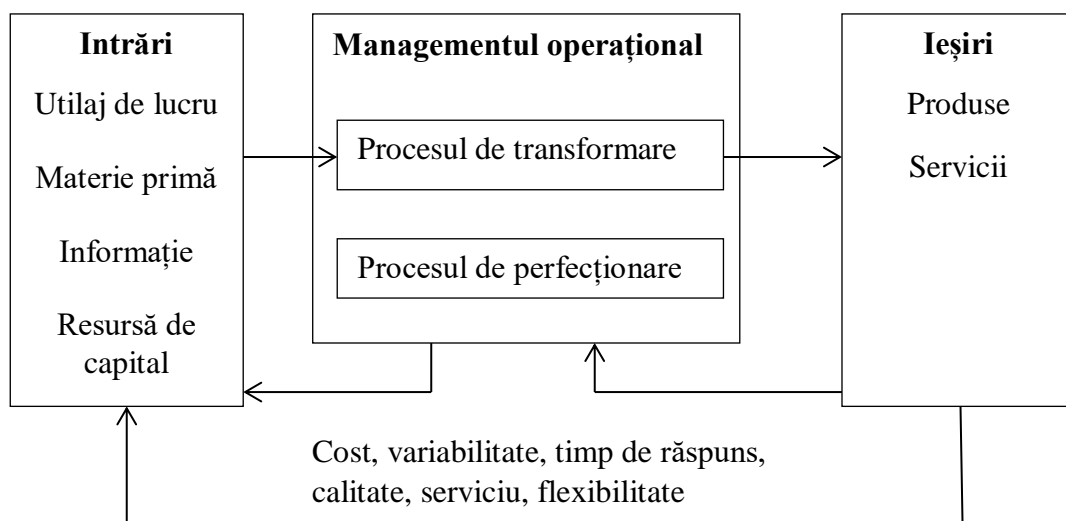 Intrări
Utilaj de lucru
Materie primă
Informație
Resursă de
capital
Managementul operațional
Procesul de transformare
Procesul de perfecționare
Ieșiri
Produse
Servicii
Cost, variabilitate, timp de răspuns,
calitate, serviciu, flexibilitate